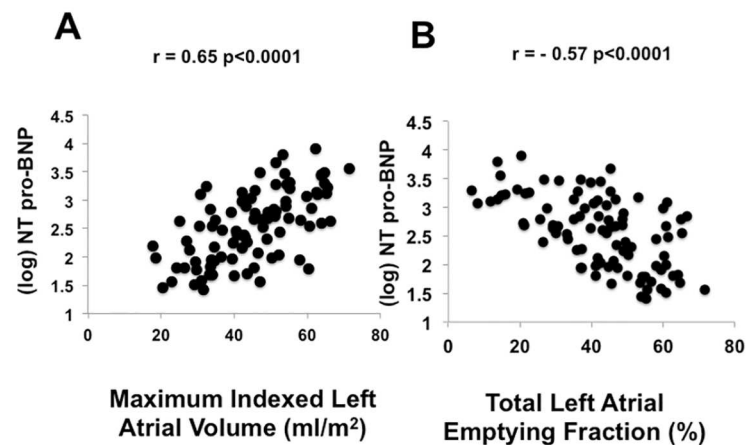 A
r = 0.65 p<0.0001
(log) NT pro-BNP
4.5
4
3.5
3
2.5
2
1.5
1
0
20
40
60
80
Maximum Indexed Left
Atrial Volume (ml/m²)
B
r = - 0.57 p<0.0001
(log) NT pro-BNP
4.5
4
3.5
3
2.5
2
1.5
1
0
20
40
60
80
Total Left Atrial
Emptying Fraction (%)